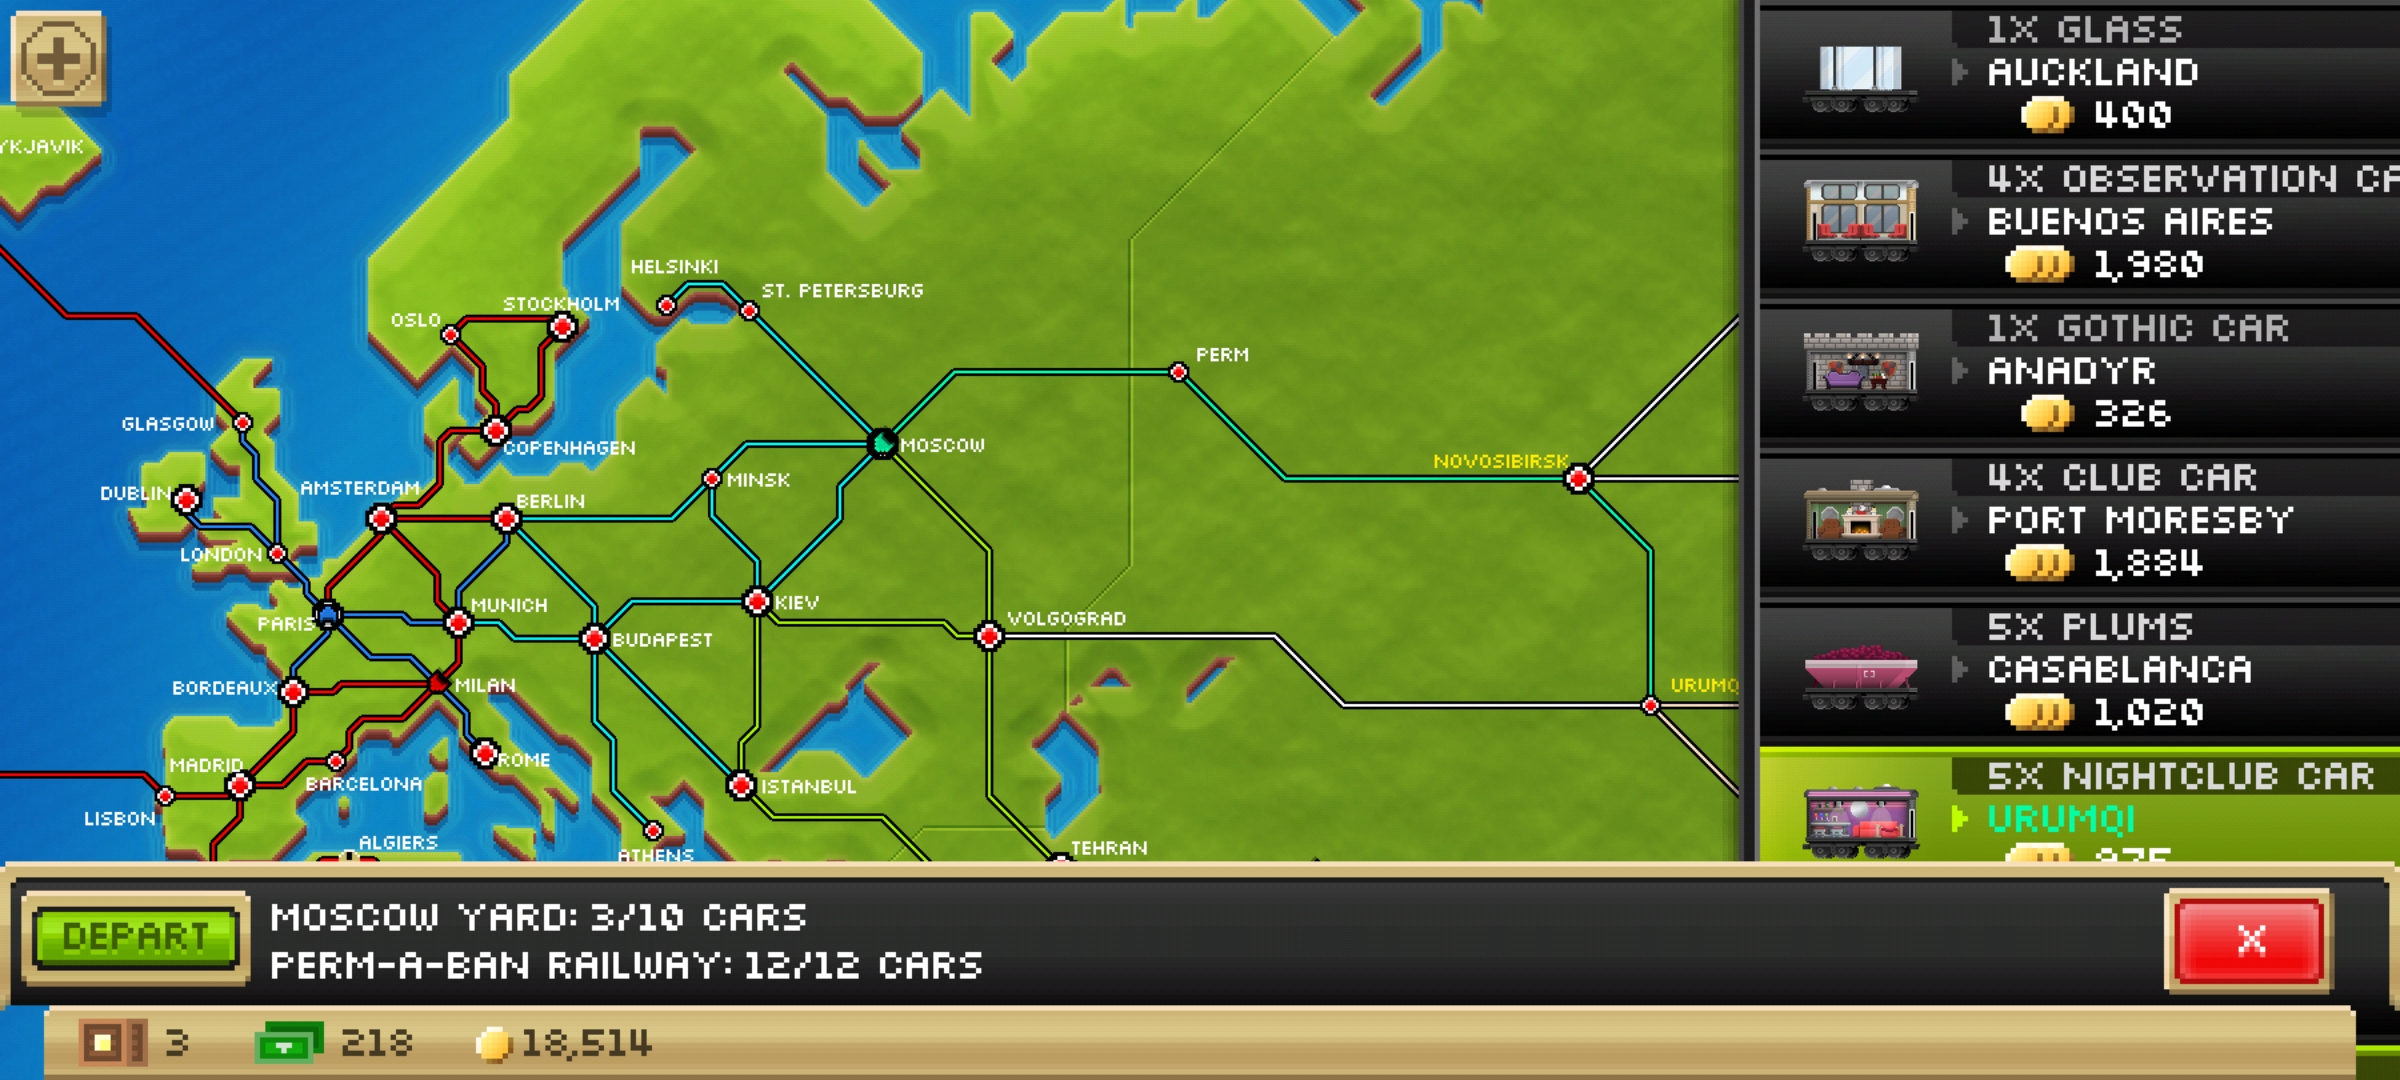 YKJAVIK
HELSINKI
ST. PETERSBURG
STOCKHOLM
OSLO
PERM
GLASGOW
COPENHAGEN
MOSCOW
NOVOSIBIRSK
MINSK
DUBLIN
AMSTERDAM
BERLIN
LONDON
PARIS
MUNICH
KIEV
VOLGOGRAD
BUDAPEST
BORDEAUX
MILAN
URUMQ
MADRID
ROME
BARCELONA
ISTANBUL
LISBON
ALGIERS
ATHENS
TEHRAN
1X GLASS
AUCKLAND
400
4X OBSERVATION CA
BUENOS AIRES
1,980
1X GOTHIC CAR
ANADYR
326
4X CLUB CAR
PORT MORESBY
1,884
5X PLUMS
CASABLANCA
1,020
5X NIGHTCLUB CAR
URUMQI
DEPART
MOSCOW YARD: 3/10 CARS
PERM-A-BAN RAILWAY: 12/12 CARS
X
3
218
18,514